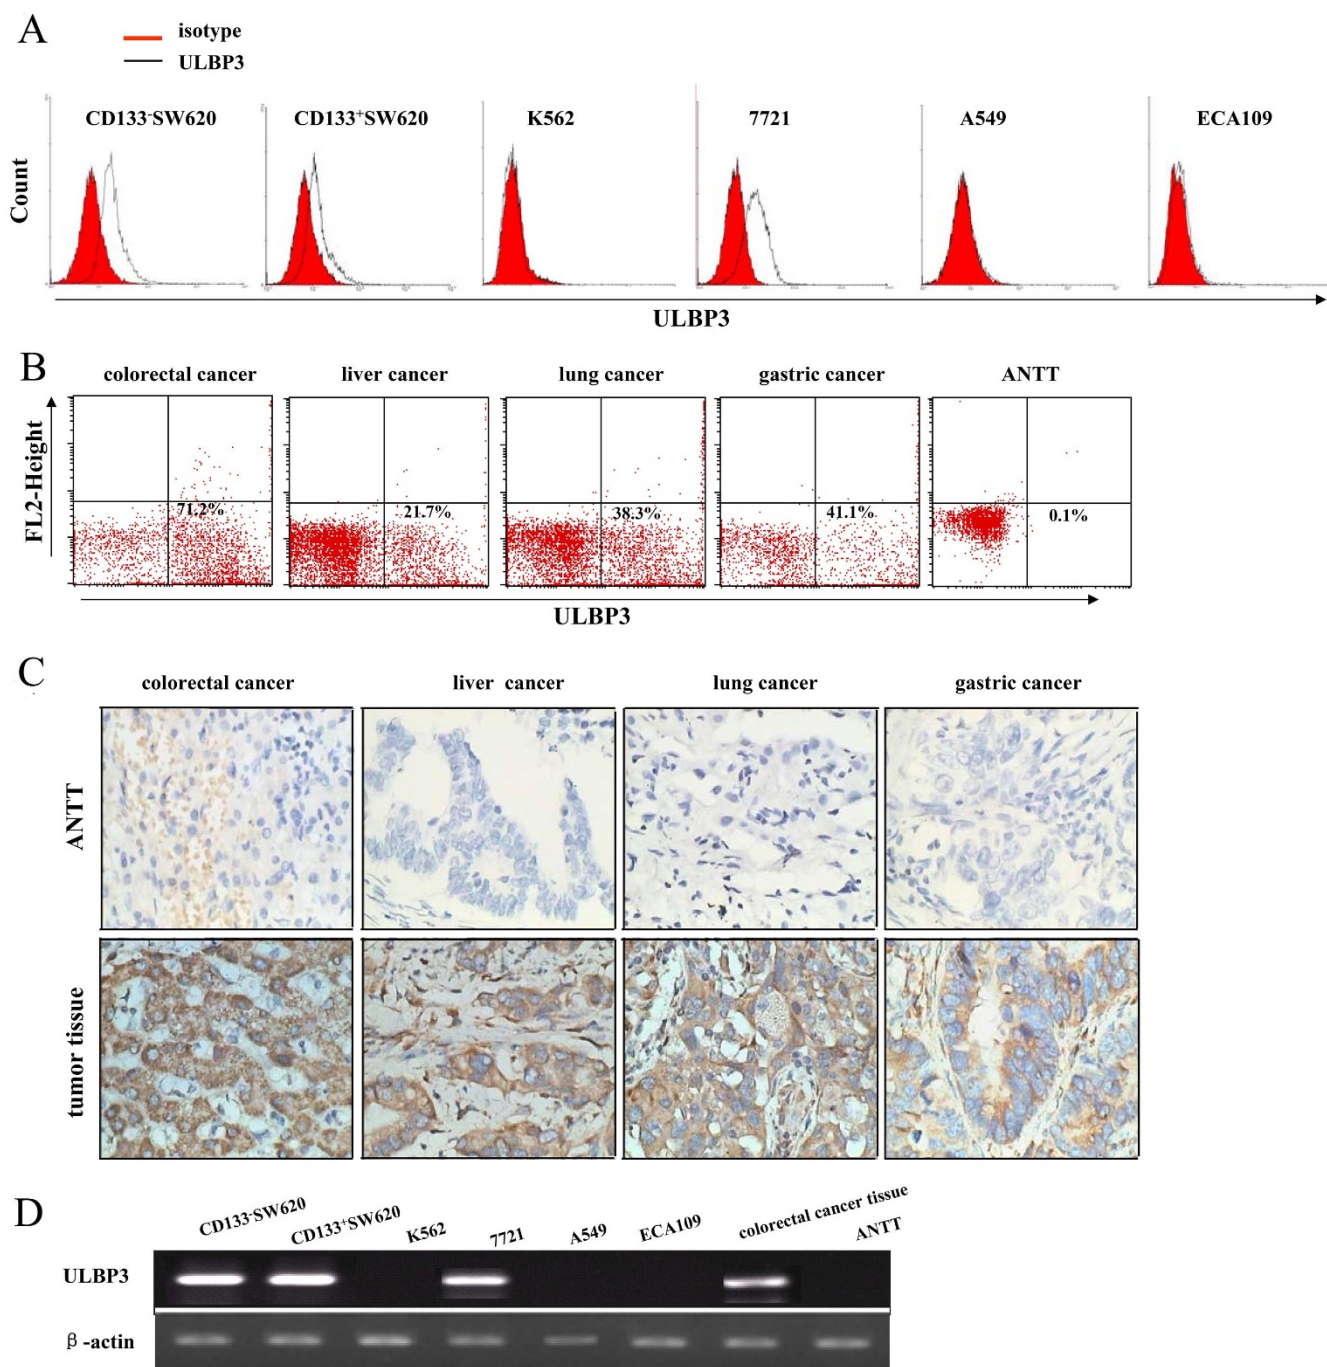 A
isotype
ULBP3
CD133-SW620
CD133+SW620
K562
7721
A549
ECA109
Count
ULBP3
B
colorectal cancer
liver cancer
lung cancer
gastric cancer
ANTT
FL2-Height
71.2%
21.7%
38.3%
41.1%
0.1%
ULBP3
C
colorectal cancer
liver cancer
lung cancer
gastric cancer
ANTT
tumor tissue
D
CD133-SW620
CD133+SW620
K562
7721
A549
ECA109
colorectal cancer tissue
ANTT
ULBP3
β-actin